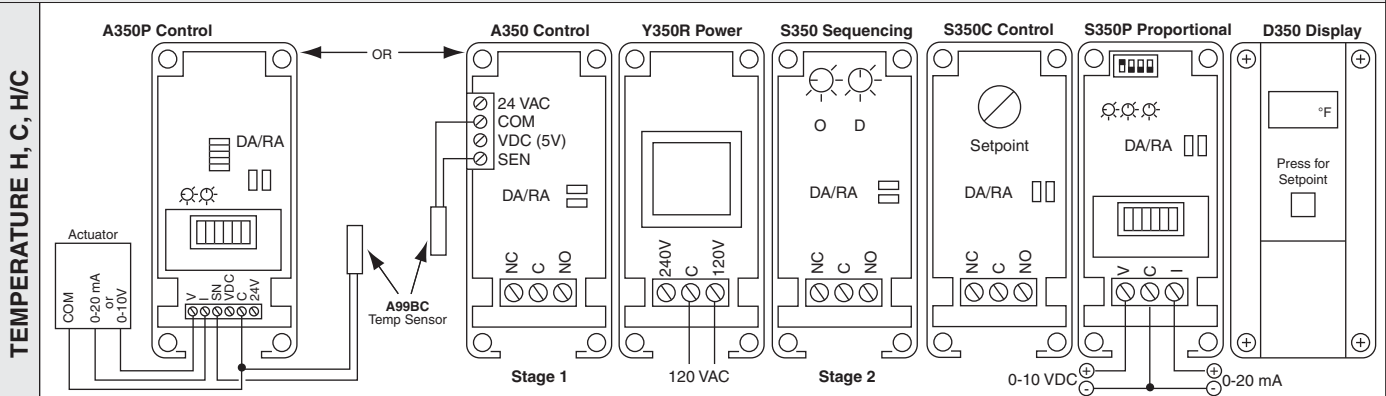 TEMPERATURE H, C, H/C
A350P Control
OR
A350 Control
Y350R Power
S350 Sequencing
S350C Control
S350P Proportional
D350 Display
DA/RA
Actuator
COM
0-20 mA
or
0-10V
V
I
SN
VDC
C
24V
A99BC
Temp Sensor
24 VAC
COM
VDC (5V)
SEN
DA/RA
NC
C
NO
Stage 1
240V
C
120V
120 VAC
O
D
DA/RA
NC
C
NO
Stage 2
Setpoint
DA/RA
NC
C
NO
DA/RA
V
C
I
0-10 VDC
+
-
+
-
0-20 mA
°F
Press for
Setpoint